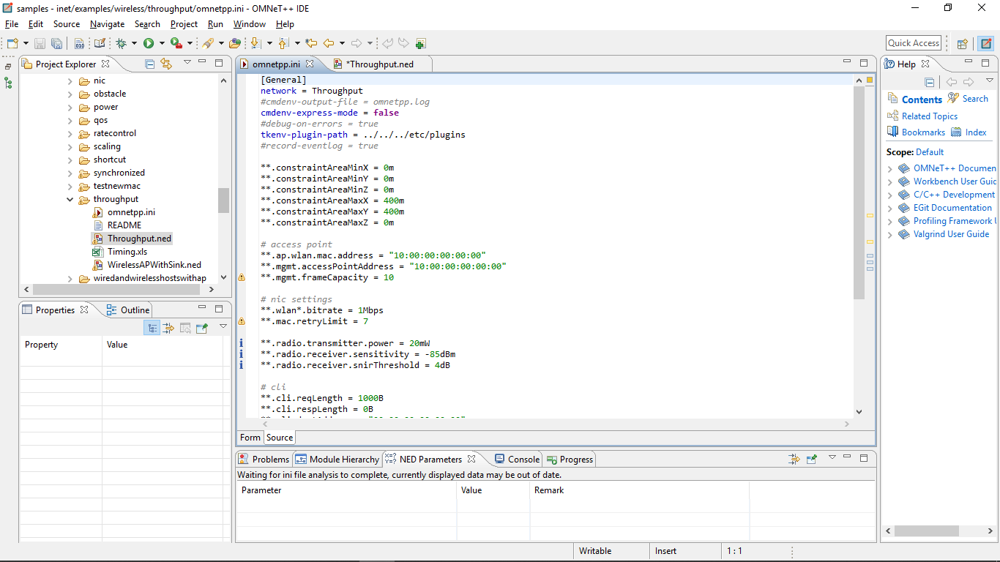 samples - inet/examples/wireless/throughput/omnetpp.ini - OMNeT++ IDE
File Edit Source Navigate Search Project Run Window Help
Quick Access
Project Explorer
nic
obstacle
power
qos
ratecontrol
scaling
shortcut
synchronized
testnewmac
throughput
omnetpp.ini
README
Throughput.ned
Timing.xls
WirelessAPWithSink.ned
wiredandwirelesshostswithap
Properties Outline
Property Value
omnetpp.ini *Throughput.ned
[General]
network = Throughput
#cmdenv-output-file = omnetpp.log
cmdenv-express-mode = false
#debug-on-errors = true
tkenv-plugin-path = ../../../etc/plugins
#record-eventlog = true
**.constraintAreaMinX = 0m
**.constraintAreaMinY = 0m
**.constraintAreaMinZ = 0m
**.constraintAreaMaxX = 400m
**.constraintAreaMaxY = 400m
**.constraintAreaMaxZ = 0m
# access point
**.ap.wlan.mac.address = "10:00:00:00:00:00"
**.mgmt.accessPointAddress = "10:00:00:00:00:00"
**.mgmt.frameCapacity = 10
# nic settings
**.wlan*.bitrate = 1Mbps
**.mac.retryLimit = 7
**.radio.transmitter.power = 20mW
**.radio.receiver.sensitivity = -85dBm
**.radio.receiver.snirThreshold = 4dB
# cli
**.cli.reqLength = 1000B
**.cli.respLength = 0B
Form Source
Problems Module Hierarchy NED Parameters Console Progress
Waiting for ini file analysis to complete, currently displayed data may be out of date.
Parameter Value Remark
Help
Contents Search
Related Topics
Bookmarks Index
Scope: Default
OMNeT++ Documen
Workbench User Guid
C/C++ Development
EGit Documentation
Profiling Framework U
Valgrind User Guide
Writable Insert 1 : 1